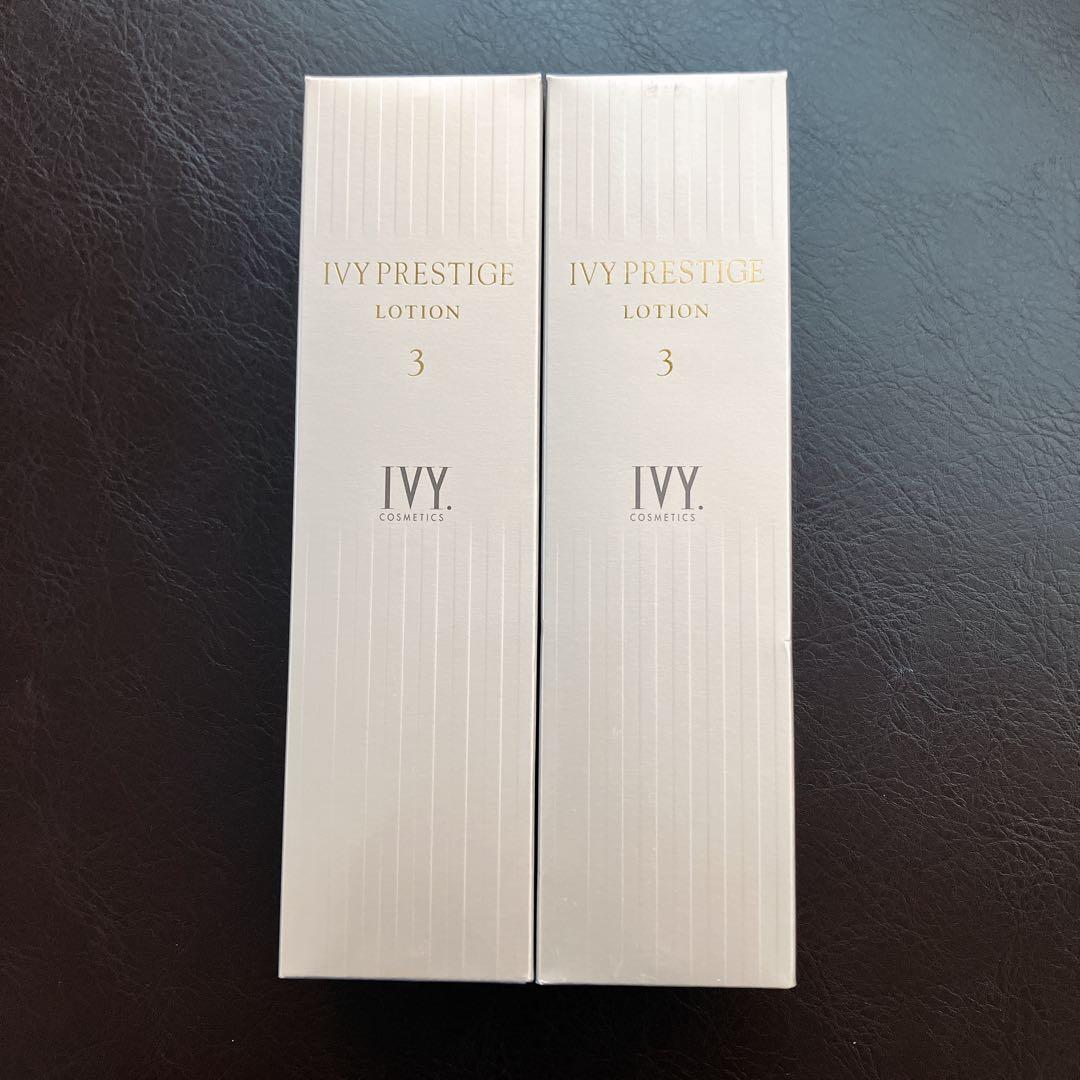 IVY PRESTIGE
LOTION
3
IVY.
COSMETICS
IVY PRESTIGE
LOTION
3
IVY.
COSMETICS